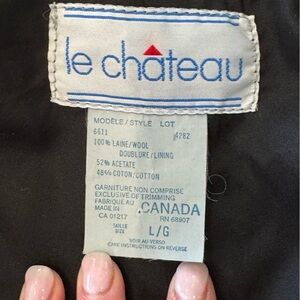 le château
MODÈLE/STYLE LOT
6611 4282
100% LAINE/WOOL
DOUBLURE/LINING
52% ACETATE
48% COTON/COTTON
GARNITURE NON COMPRISE
EXCLUSIVE OF TRIMMING
FABRIQUE AU
MADE IN CANADA
CA 01217 RN 68907
TAILLE
SIZE L/G
VOIR AU VERSO
CARE INSTRUCTIONS ON REVERSE